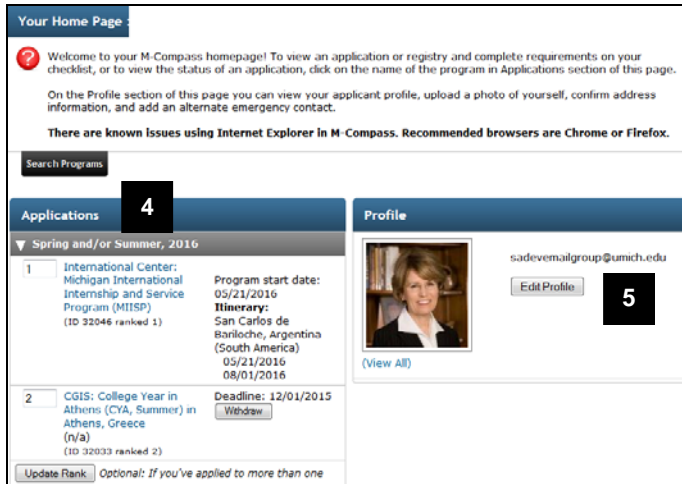 Your Home Page :
?
Welcome to your M-Compass homepage! To view an application or registry and complete requirements on your
checklist, or to view the status of an application, click on the name of the program in Applications section of this page.
On the Profile section of this page you can view your applicant profile, upload a photo of yourself, confirm address
information, and add an alternate emergency contact.
There are known issues using Internet Explorer in M-Compass. Recommended browsers are Chrome or Firefox.
Search Programs
4
Applications
Spring and/or Summer, 2016
1
International Center:
Michigan International
Internship and Service
Program (MIISP)
(ID 32046 ranked 1)
Program start date:
05/21/2016
Itinerary:
San Carlos de
Bariloche, Argentina
(South America)
05/21/2016
08/01/2016
2
CGIS: College Year in
Athens (CYA, Summer) in
Athens, Greece
(n/a)
(ID 32033 ranked 2)
Deadline: 12/01/2015
Withdraw
Update Rank Optional: If you've applied to more than one
Profile
sadevemailgroup@umich.edu
Edit Profile
5
(View All)